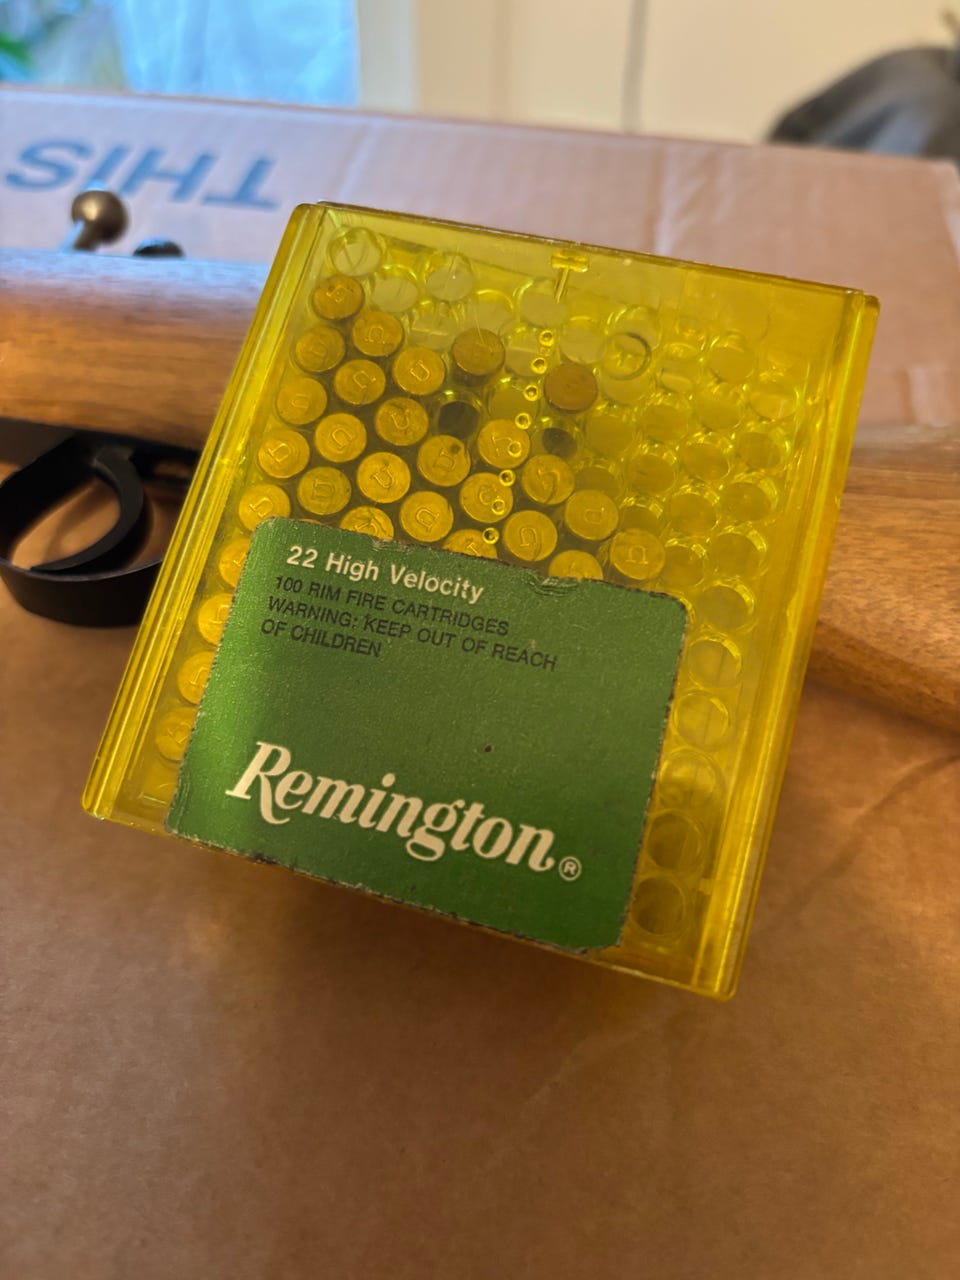 THIS
22 High Velocity
100 RIM FIRE CARTRIDGES
WARNING: KEEP OUT OF REACH
OF CHILDREN
Remington®